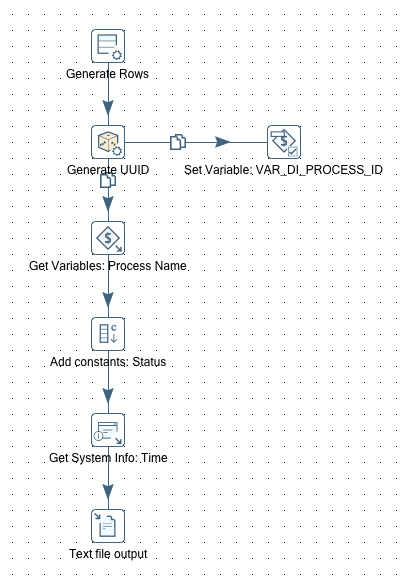 Generate Rows
Generate UUID
Set Variable: VAR_DI_PROCESS_ID
Get Variables: Process Name
Add constants: Status
Get System Info: Time
Text file output